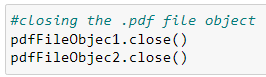 #closing the .pdf file object
pdfFileObjec1.close()
pdfFileObjec2.close()